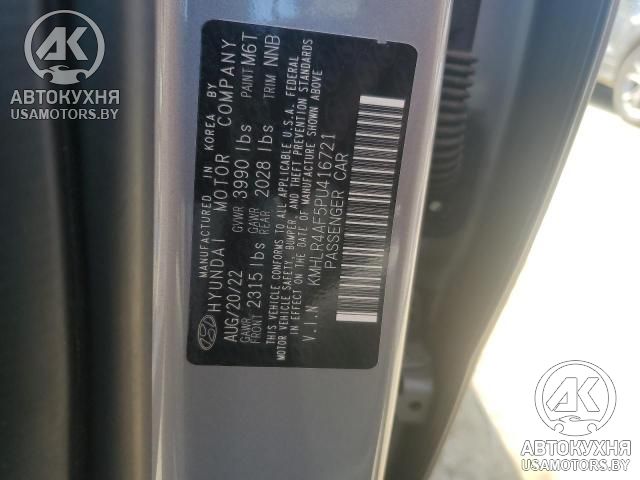 AK
АВТОКУХНЯ
USAMOTORS.BY
MANUFACTURED IN KOREA BY
HYUNDAI MOTOR COMPANY
AUG/20/22 GVWR 3990 lbs PAINT M6T
GAWR FRONT 2315 lbs GAWR REAR 2028 lbs TRIM NNB
THIS VEHICLE CONFORMS TO ALL APPLICABLE U.S.A. FEDERAL
MOTOR VEHICLE SAFETY, BUMPER, AND THEFT PREVENTION STANDARDS
IN EFFECT ON THE DATE OF MANUFACTURE SHOWN ABOVE
V.I.N KMHLR4AF5PU416721
PASSENGER CAR
AK
АВТОКУХНЯ
USAMOTORS.BY